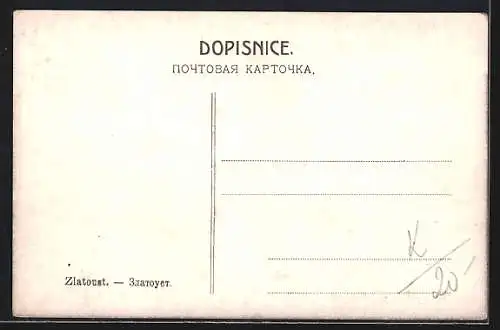 DOPISNICE.
ПОЧТОВАЯ КАРТОЧКА,
Zlatoust. — Златоуст.
K
20-